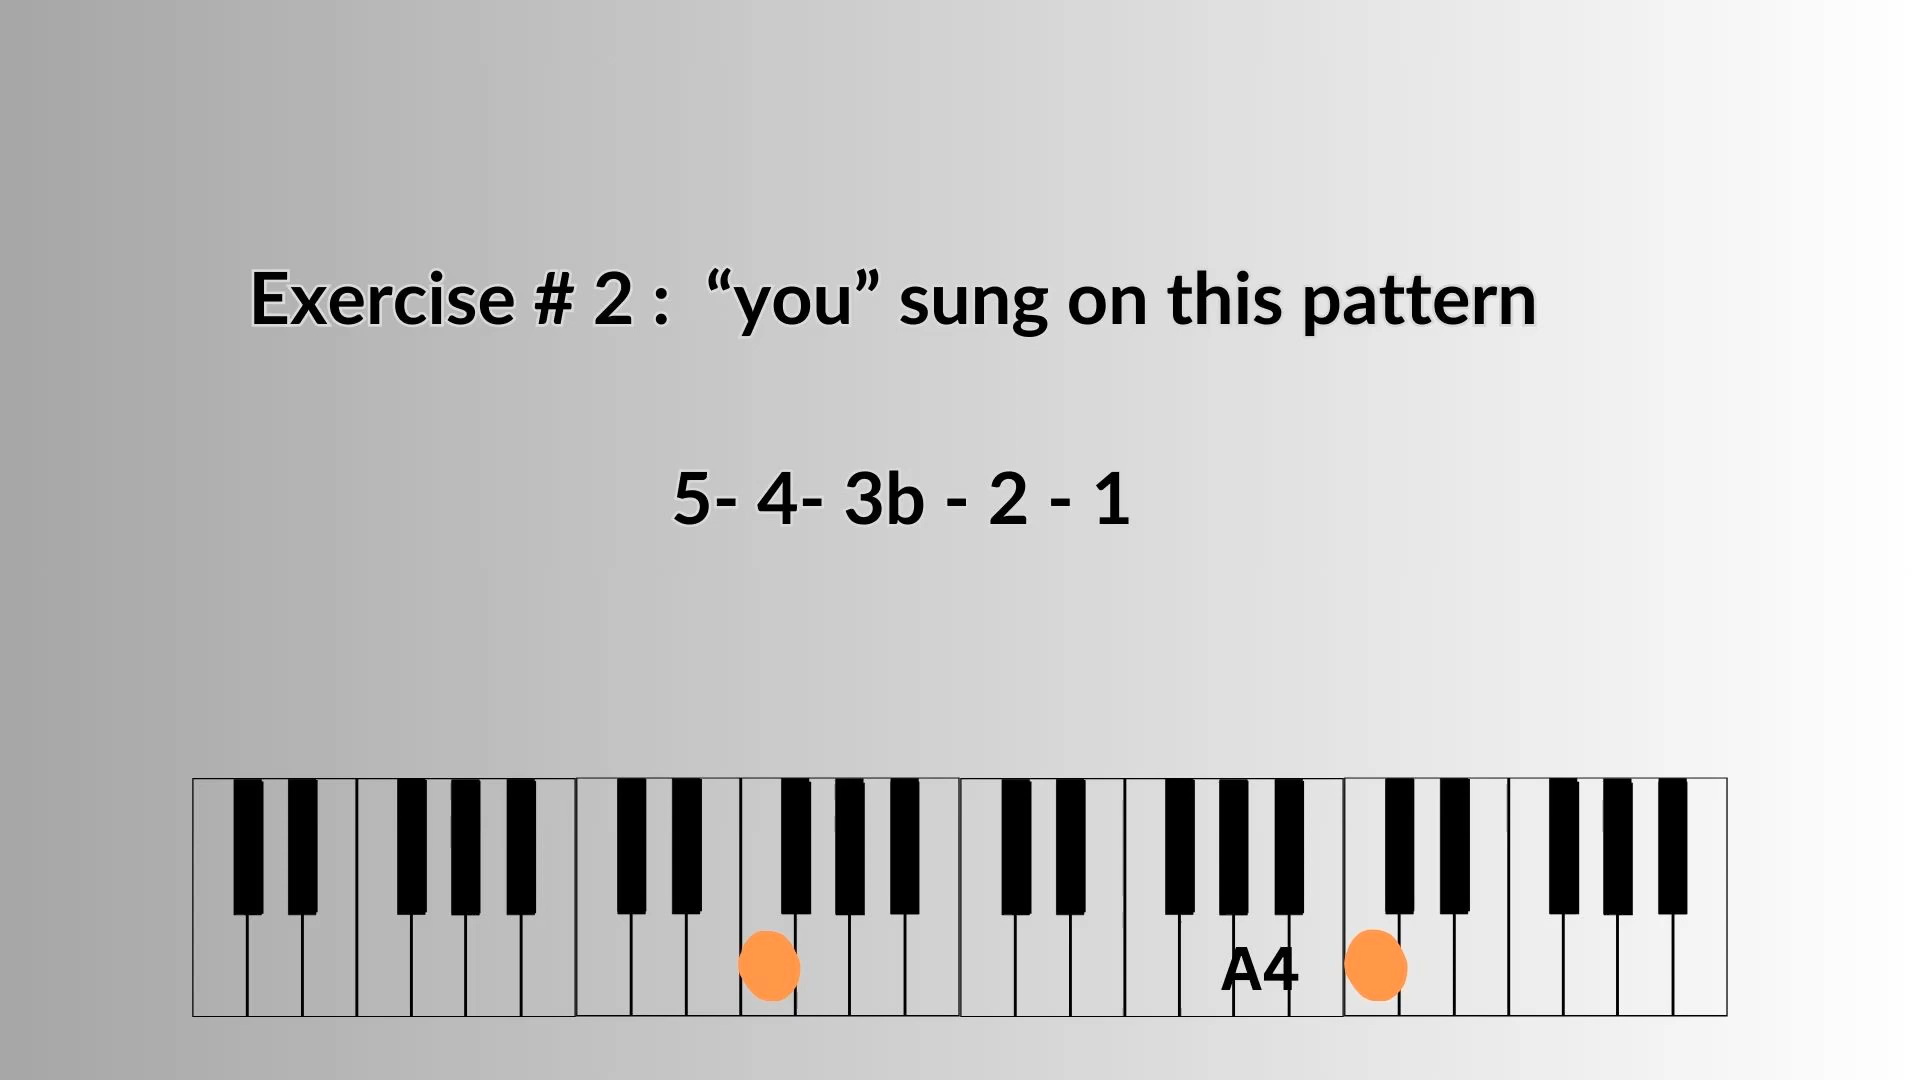 Exercise # 2 :  “you” sung on this pattern
5- 4- 3b - 2 - 1
A4